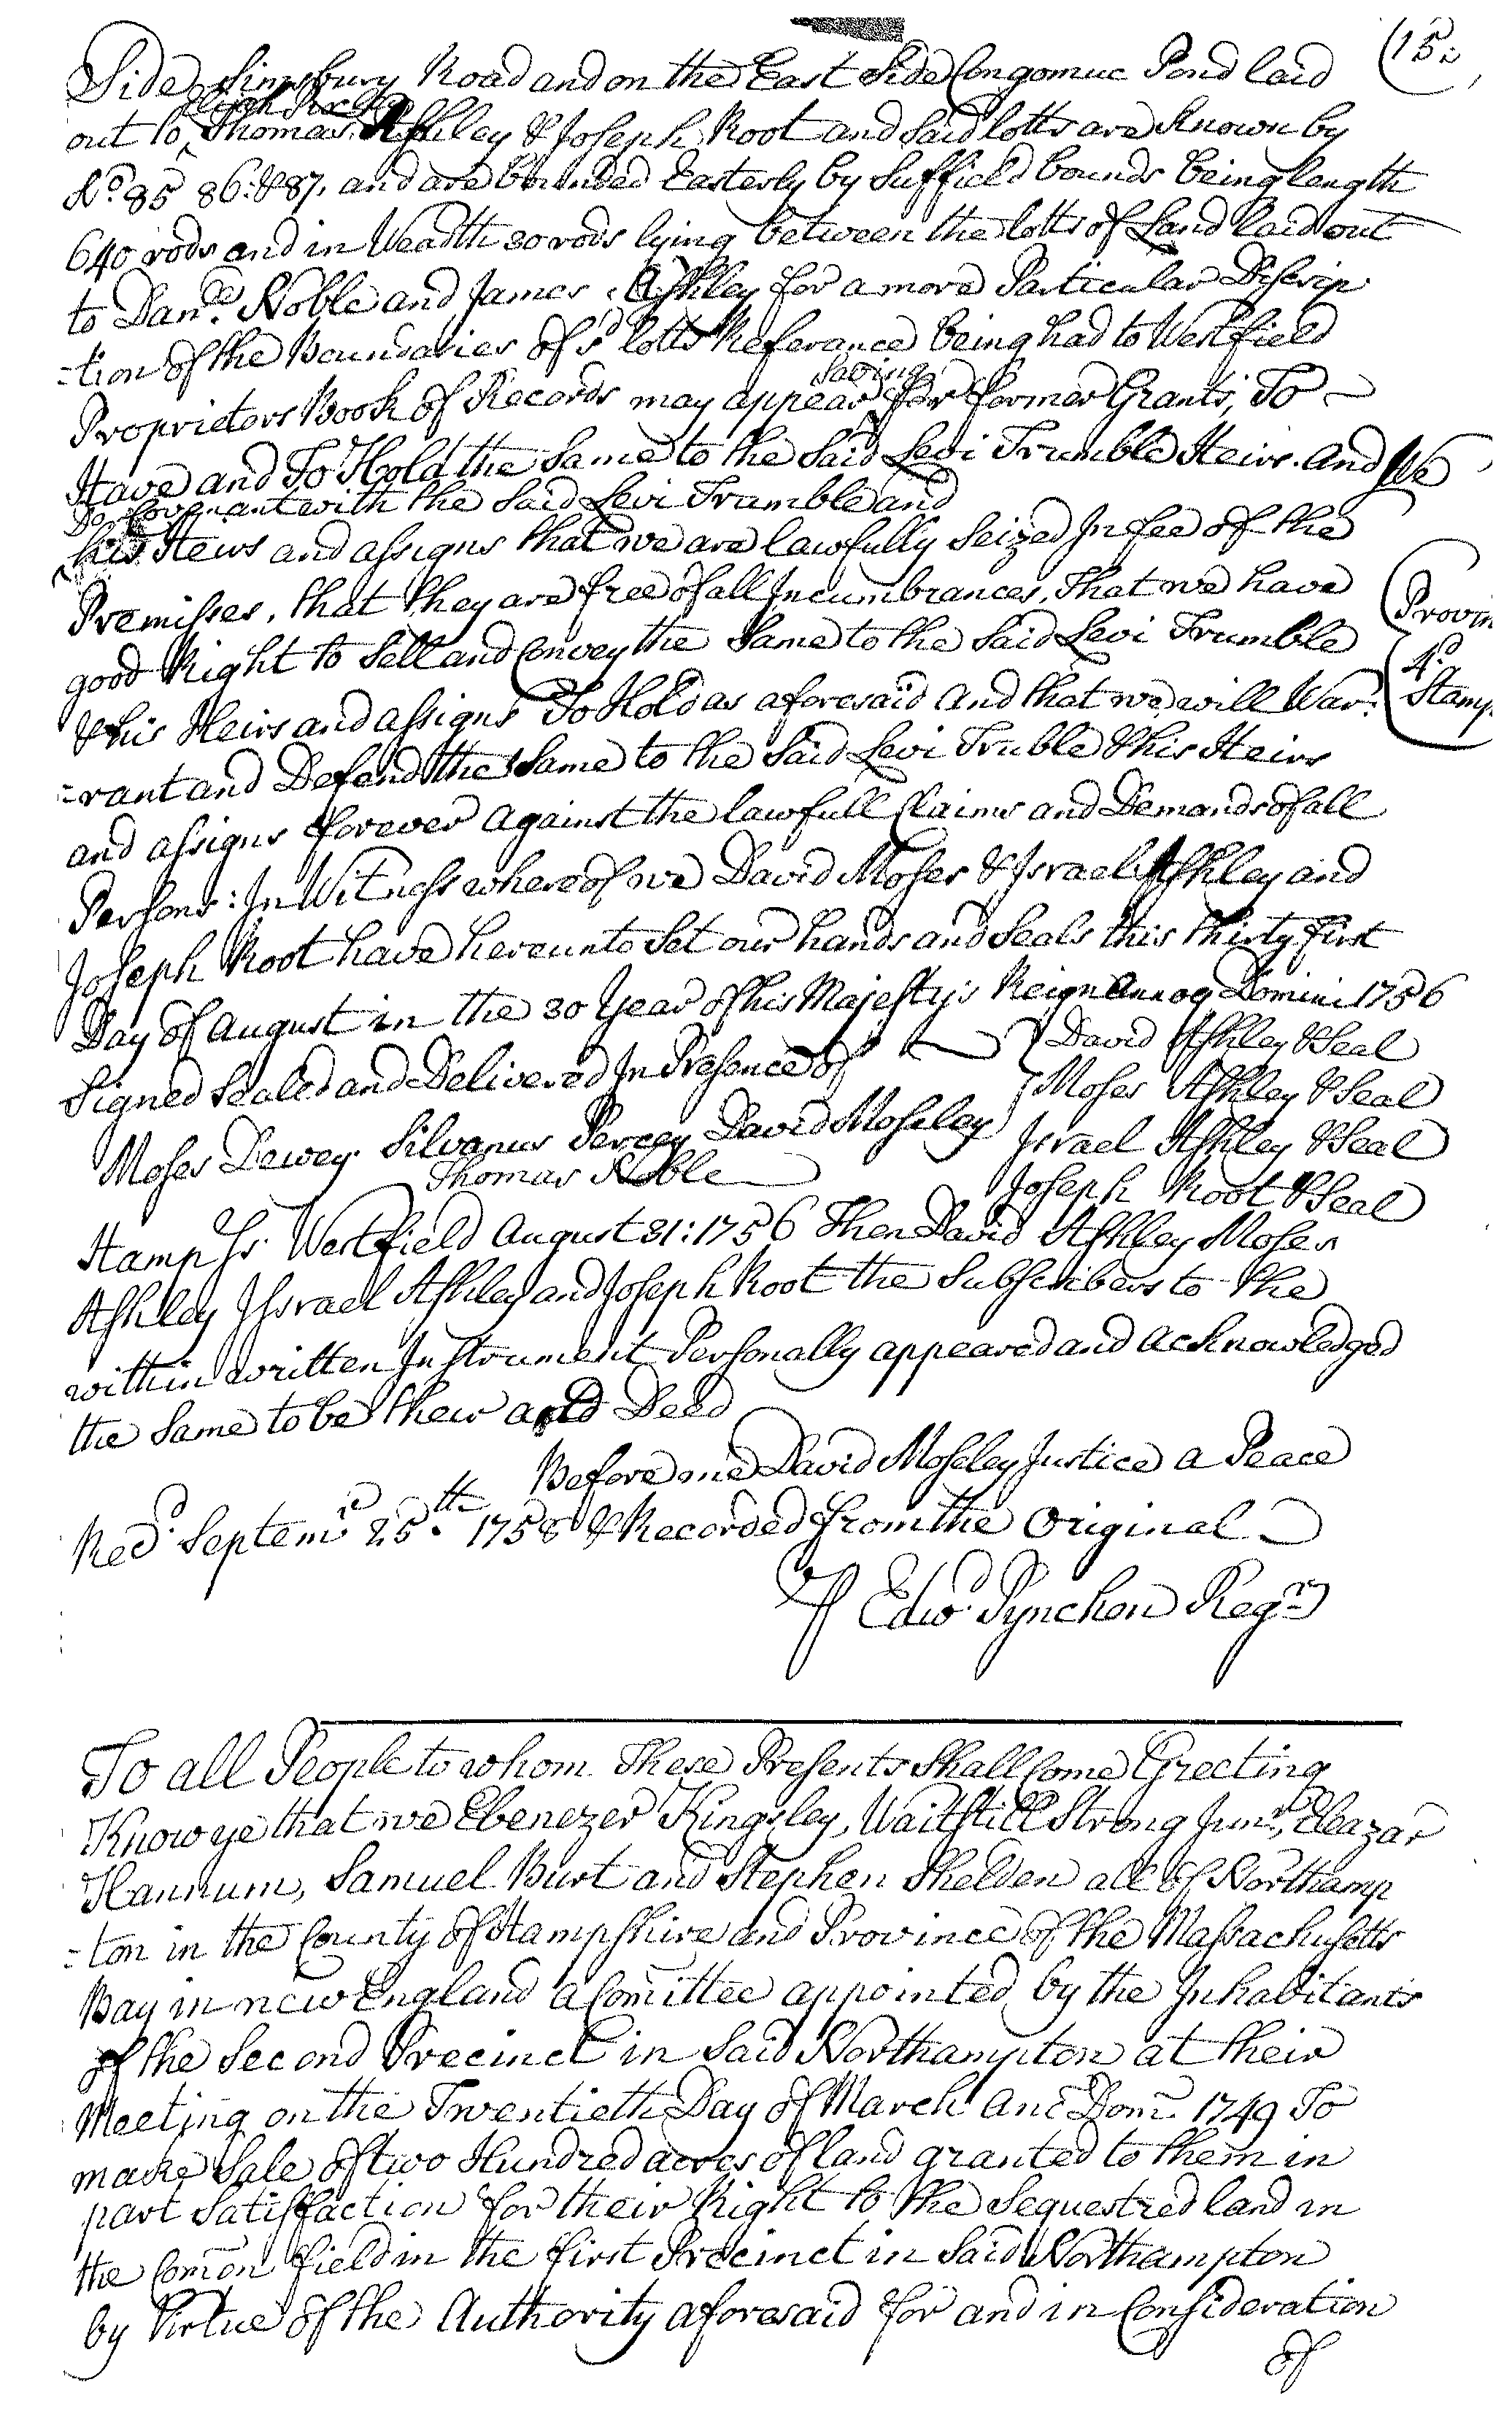 (15:
Side Simsbury Road and on the East Side Congomuc Pond laid
out to Thomas Ashley & Joseph Root and said lotts are Known by
No. 85 86: & 87, and are bounded Easterly by Suffield bounds being length
640 rods and in Weadth 30 rods lying between the lotts of Land laid out
to Danll. Noble and James Ashley for a more Particular Descrip
=tion of the Boundaries of sd lotts Referance being had to Westfield
Saving
Proprietors Book of Records may appear for former Grants, To
Have and To Hold the Same to the said Levi Trumble Heirs. And We
Do Covenant with the Said Levi Trumble and
his Heirs and assigns that we are lawfully Seized In fee of the
Premisses, that they are free of all Incumbrances, That we have
good Right to Sell and Convey the Same to the said Levi Trumble
& his Heirs and assigns To Hold as aforesaid and that we will War:
=rant and Defend the Same to the Said Levi Truble & his Heirs
and assigns forever against the lawfull Claims and Demands of all
Persons: In Witness whereof we David Moses & Israel Ashley and
Joseph Root have hereunto Set our hands and Seals this thirty first
Day of August in the 30 Year of his Majesty's Reign Annoq Domini 1756
Signed Sealed and Delivered In Presence of David Ashley & Seal
Moses Ashley & Seal
Moses Dewey. Silvanus Percey David Moseley Israel Ashley & Seal
Thomas Noble Joseph Root & Seal
Hampr Ss. Westfield August 31: 1756 Then David Ashley Moses
Ashley Israel Ashley and Joseph Root the Subscribers to the
within written Instrument Personally appeared and acknowledged
the Same to be their act & Deed
Before me David Moseley Justice a Peace
Recd. Septemr 25th. 1758 & Recorded from the Original
P Edwd. Pynchon Regr
Provin
4d
Stamp
To all People to whom These Presents Shall Come Greeting
Know ye that we Ebenezer Kingsley, Waitstill Strong Junr., Eleazar
Hannum, Samuel Burt and Stephen Shelden all of Northamp
=ton in the County of Hampshire and Province of the Massachusetts
Bay in new England a Comittee appointed by the Inhabitants
of the Second Precinct in Said Northampton at their
Meeting on the Twentieth Day of March Ano Dom. 1749 To
make Sale of two Hundred acres of land granted to them in
part Satisfaction for their Right to the Sequestred land in
the Comon field in the first Precinct in Said Northampton
by Virtue of the Authority aforesaid for and in Consideration
of